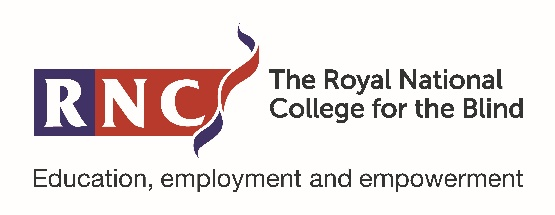 RNC
The Royal National
College for the Blind
Education, employment and empowerment